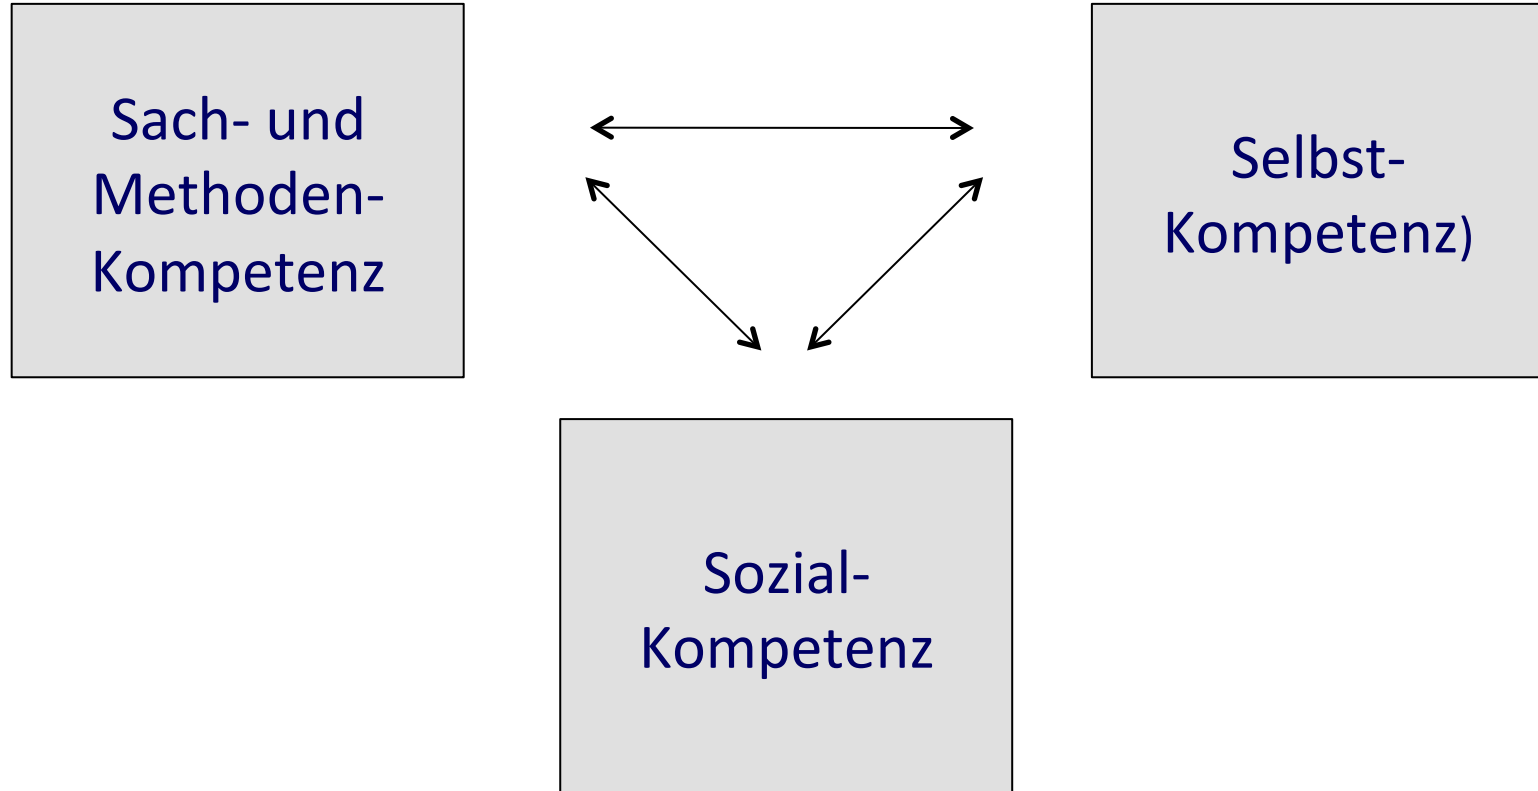 Sach- und
Methoden-
Kompetenz
Selbst-
Kompetenz)
Sozial-
Kompetenz